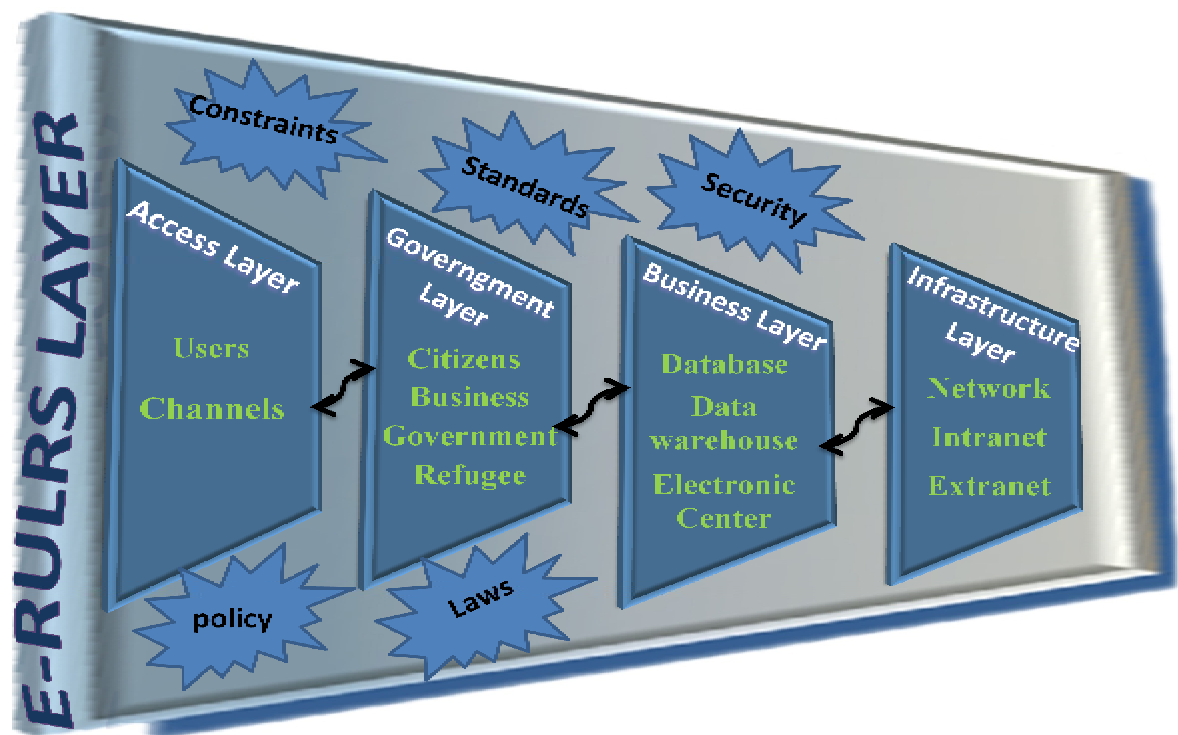 E-RULRS LAYER
Constraints
Standards
Security
Access Layer
Users
Channels
Governgment
Layer
Citizens
Business
Government
Refugee
Business Layer
Database
Data
warehouse
Electronic
Center
Infrastructure
Layer
Network
Intranet
Extranet
policy
Laws